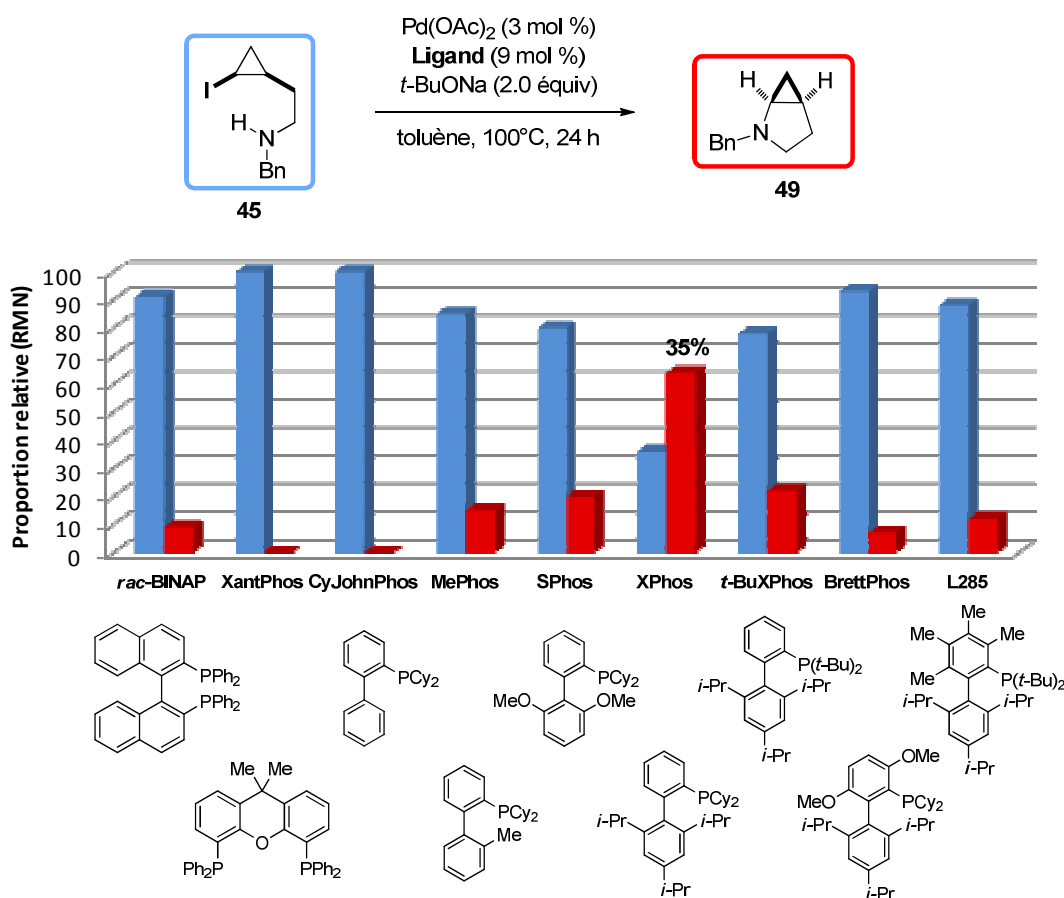 Pd(OAc)2 (3 mol %)
Ligand (9 mol %)
t-BuONa (2.0 équiv)
toluène, 100°C, 24 h
I
H
N
Bn
45
H
H
N
Bn
49
Proportion relative (RMN)
100
90
80
70
60
50
40
30
20
10
0
35%
rac-BINAP XantPhos CyJohnPhos MePhos SPhos XPhos t-BuXPhos BrettPhos L285
PPh2
PPh2
PCy2
PCy2
MeO OMe
P(t-Bu)2
i-Pr i-Pr
i-Pr
Me
Me Me
Me P(t-Bu)2
i-Pr i-Pr
i-Pr
Me Me
O
Ph2P PPh2
PCy2
Me
PCy2
i-Pr i-Pr
i-Pr
OMe
MeO PCy2
i-Pr i-Pr
i-Pr